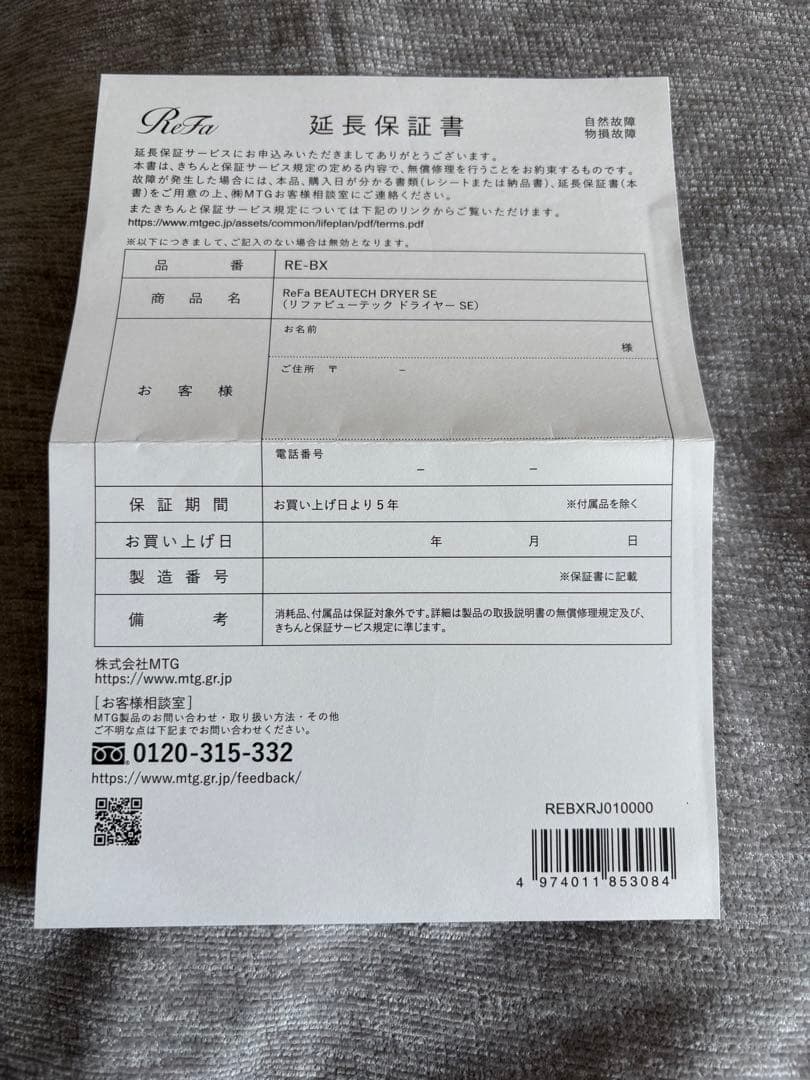 ReFa
延長保証書
自然故障
物損故障
延長保証サービスにお申込みいただきましてありがとうございます。
本書は、きちんと保証サービス規定の定める内容で、無償修理を行うことをお約束するものです。
故障が発生した場合には、本品、購入日が分かる書類(レシートまたは納品書)、延長保証書(本
書)をご用意の上、㈱MTGお客様相談室にご連絡ください。
またきちんと保証サービス規定については下記のリンクからご覧いただけます。
https://www.mtgec.jp/assets/common/lifeplan/pdf/terms.pdf
※以下につきまして、ご記入のない場合は無効となります。
品番 RE-BX
商品名 ReFa BEAUTECH DRYER SE
(リファビューテック ドライヤー SE)
お客様
お名前
様
ご住所 〒 −
電話番号
− −
保証期間 お買い上げ日より5年 ※付属品を除く
お買い上げ日 年 月 日
製造番号 ※保証書に記載
備考 消耗品、付属品は保証対象外です。詳細は製品の取扱説明書の無償修理規定及び、
きちんと保証サービス規定に準じます。
株式会社MTG
https://www.mtg.gr.jp
[お客様相談室]
MTG製品のお問い合わせ・取り扱い方法・その他
ご不明な点は下記までお問い合わせください。
0120-315-332
https://www.mtg.gr.jp/feedback/
REBXRJ010000
4 974011 853084